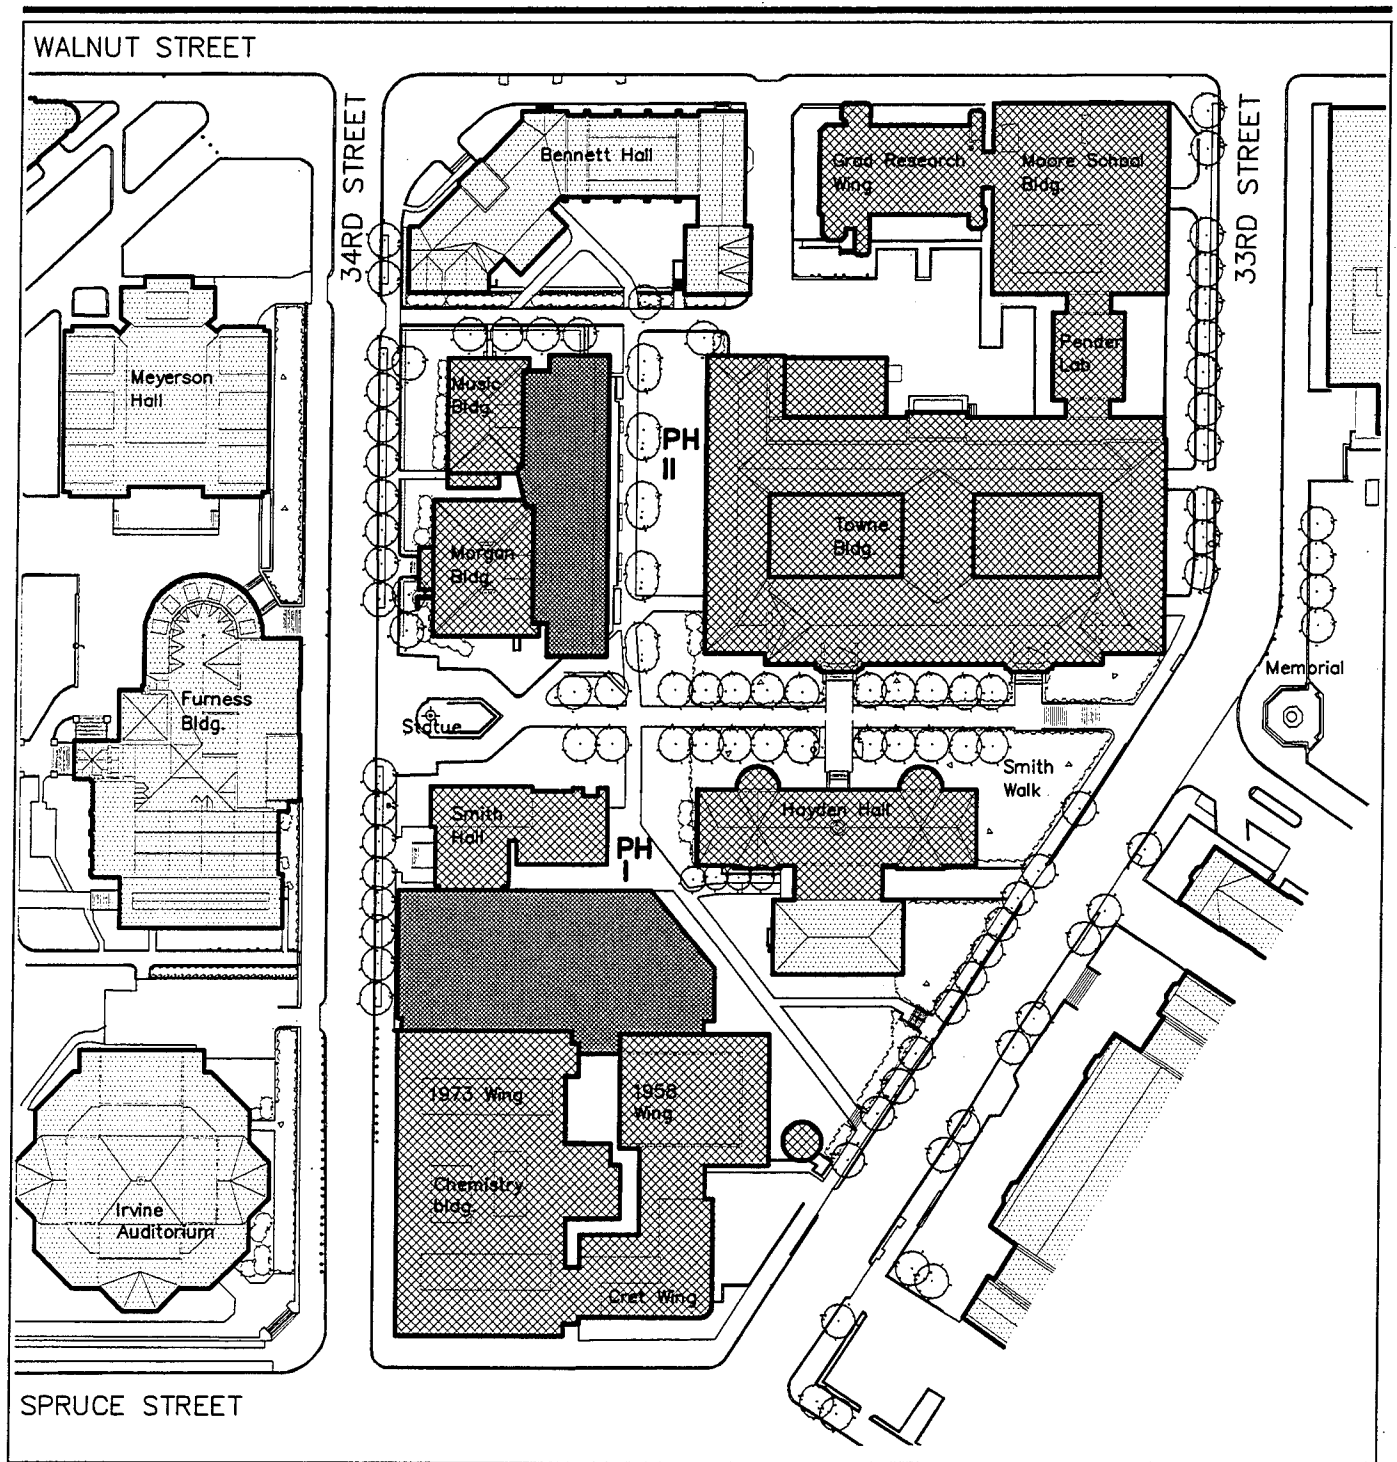 WALNUT STREET
34RD STREET
33RD STREET
Bennett Hall
Grad Research
Wing
Moore School
Bldg.
Pender
Lab
Meyerson
Hall
Music
Bldg.
PH
II
Morgan
Bldg.
Towne
Bldg.
Furness
Bldg.
Statue
Memorial
Smith
Walk
Smith
Hall
Hayden Hall
PH
I
1973 Wing
1958
Wing
Chemistry
bldg.
Irvine
Auditorium
Cret Wing
SPRUCE STREET